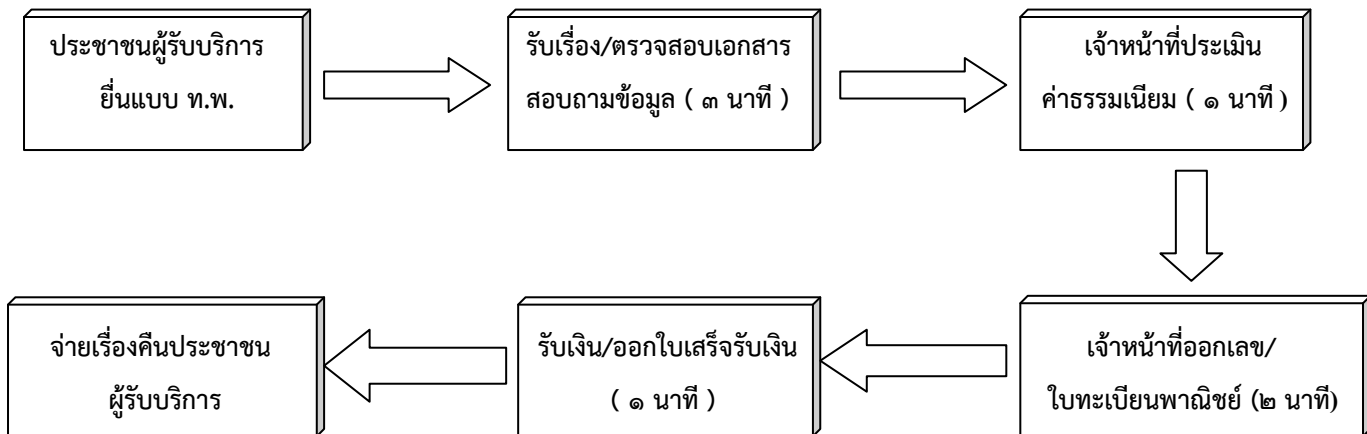 ประชาชนผู้รับบริการ
ยื่นแบบ ท.พ.
รับเรื่อง/ตรวจสอบเอกสาร
สอบถามข้อมูล ( ๓ นาที )
เจ้าหน้าที่ประเมิน
ค่าธรรมเนียม ( ๑ นาที )
เจ้าหน้าที่ออกเลข/
ใบทะเบียนพาณิชย์ (๒ นาที)
รับเงิน/ออกใบเสร็จรับเงิน
( ๑ นาที )
จ่ายเรื่องคืนประชาชน
ผู้รับบริการ